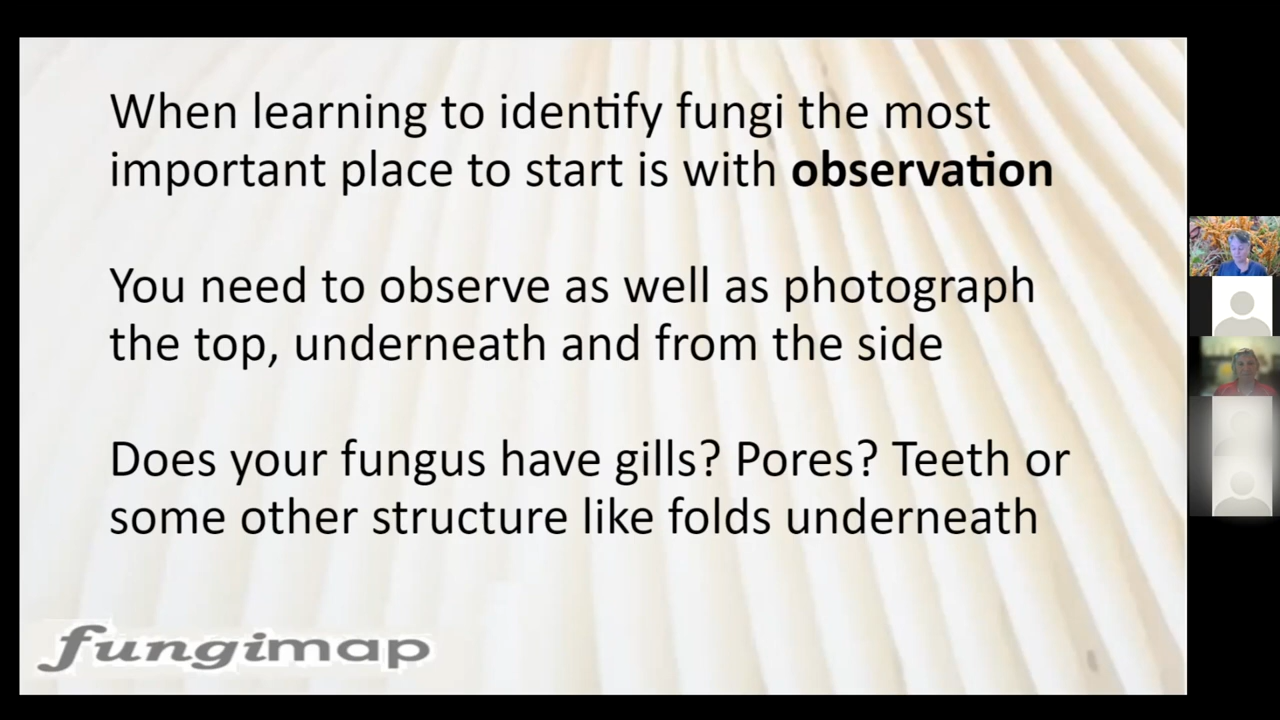 When learning to identify fungi the most
important place to start is with observation
You need to observe as well as photograph
the top, underneath and from the side
Does your fungus have gills? Pores? Teeth or
some other structure like folds underneath
fungimap